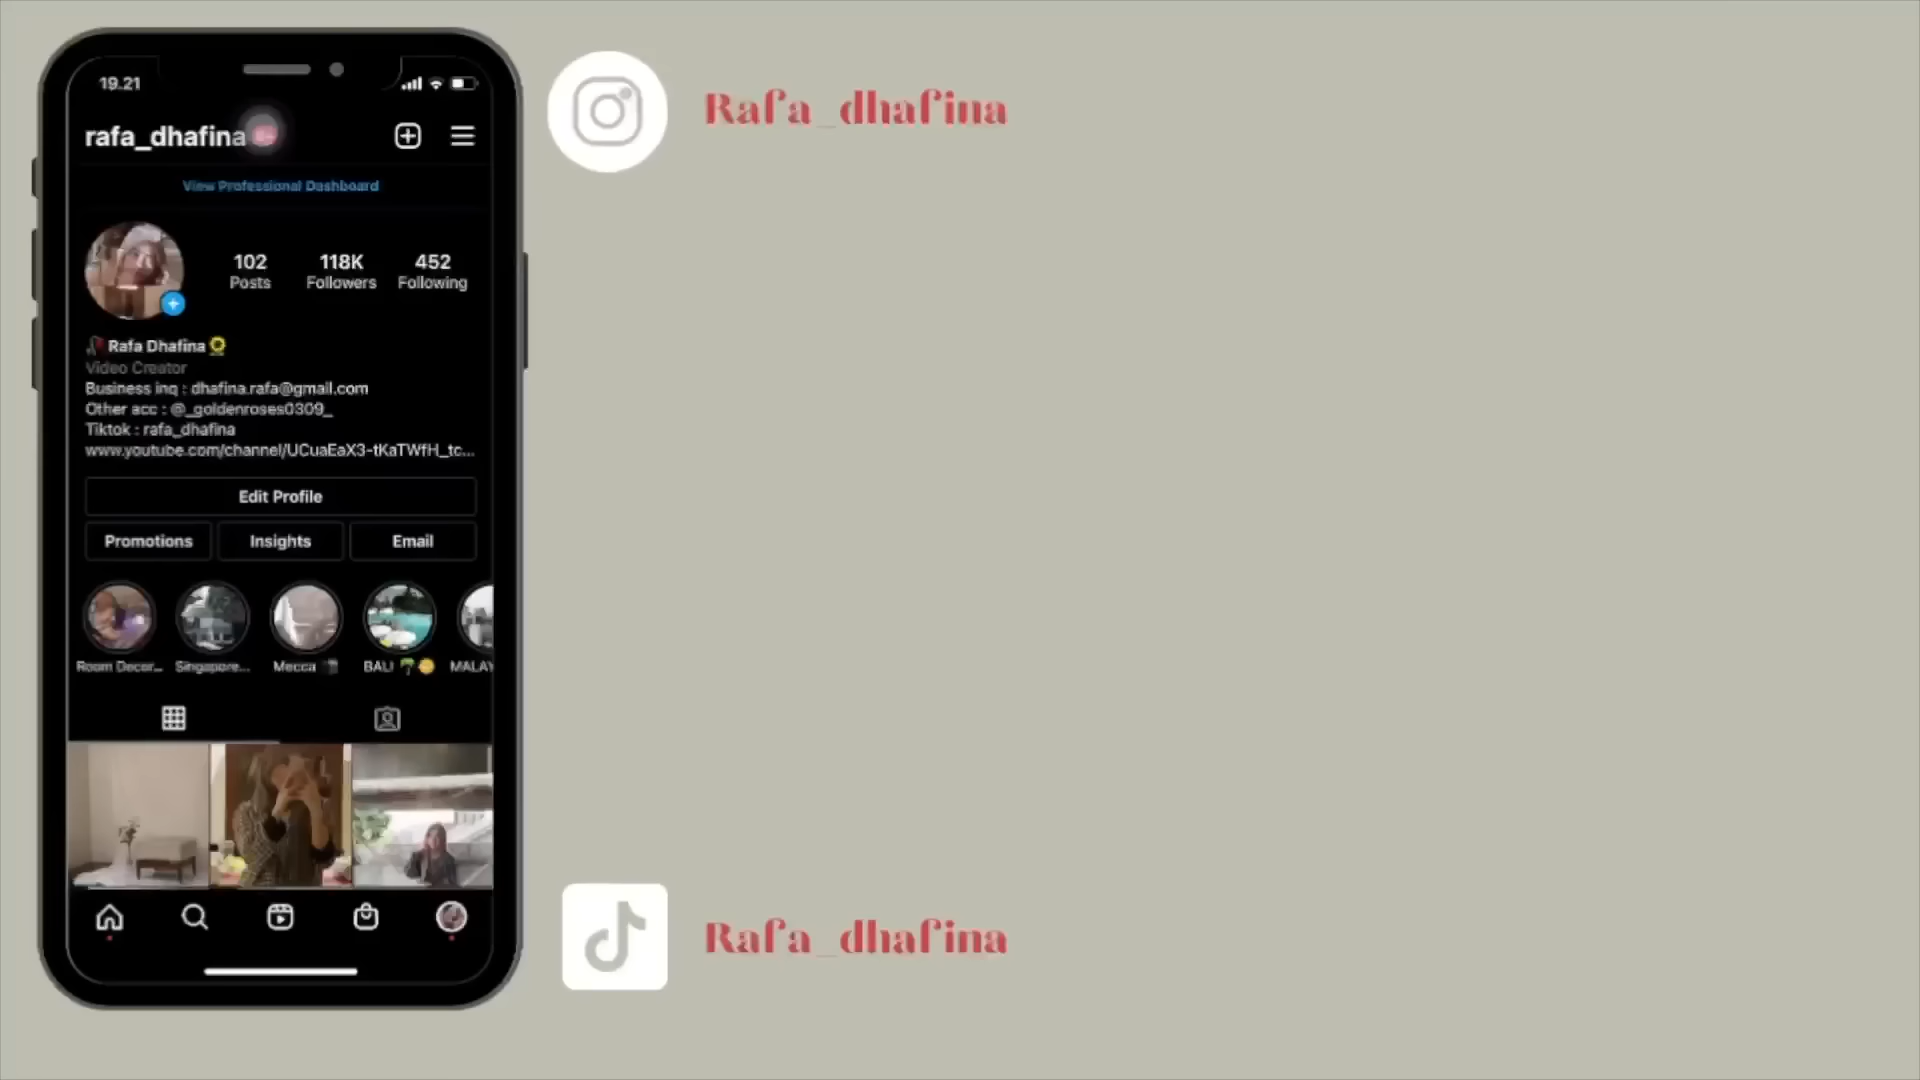 19.21
rafa_dhafina
View Professional Dashboard
102 118K 452
Posts Followers Following
Rafa Dhafina
Video Creator
Business inq : dhafina.rafa@gmail.com
Other acc : @_goldenroses0309_
Tiktok : rafa_dhafina
www.youtube.com/channel/UCuaEaX3-tKaTWfH_tc...
Edit Profile
Promotions Insights Email
Room Decor... Singapore... Mecca BALI MALAY
Rafa_dhafina
Rafa_dhafina